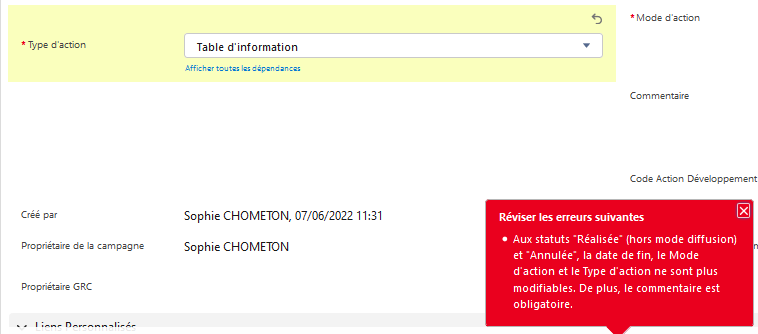 * Mode d'action
* Type d'action
Table d'information
Afficher toutes les dépendances
Commentaire
Code Action Développement
Créé par
Sophie CHOMETON, 07/06/2022 11:31
Propriétaire de la campagne
Sophie CHOMETON
Propriétaire GRC
Liens Personnalisés
Réviser les erreurs suivantes
Aux statuts "Réalisée" (hors mode diffusion)
et "Annulée", la date de fin, le Mode
d'action et le Type d'action ne sont plus
modifiables. De plus, le commentaire est
obligatoire.